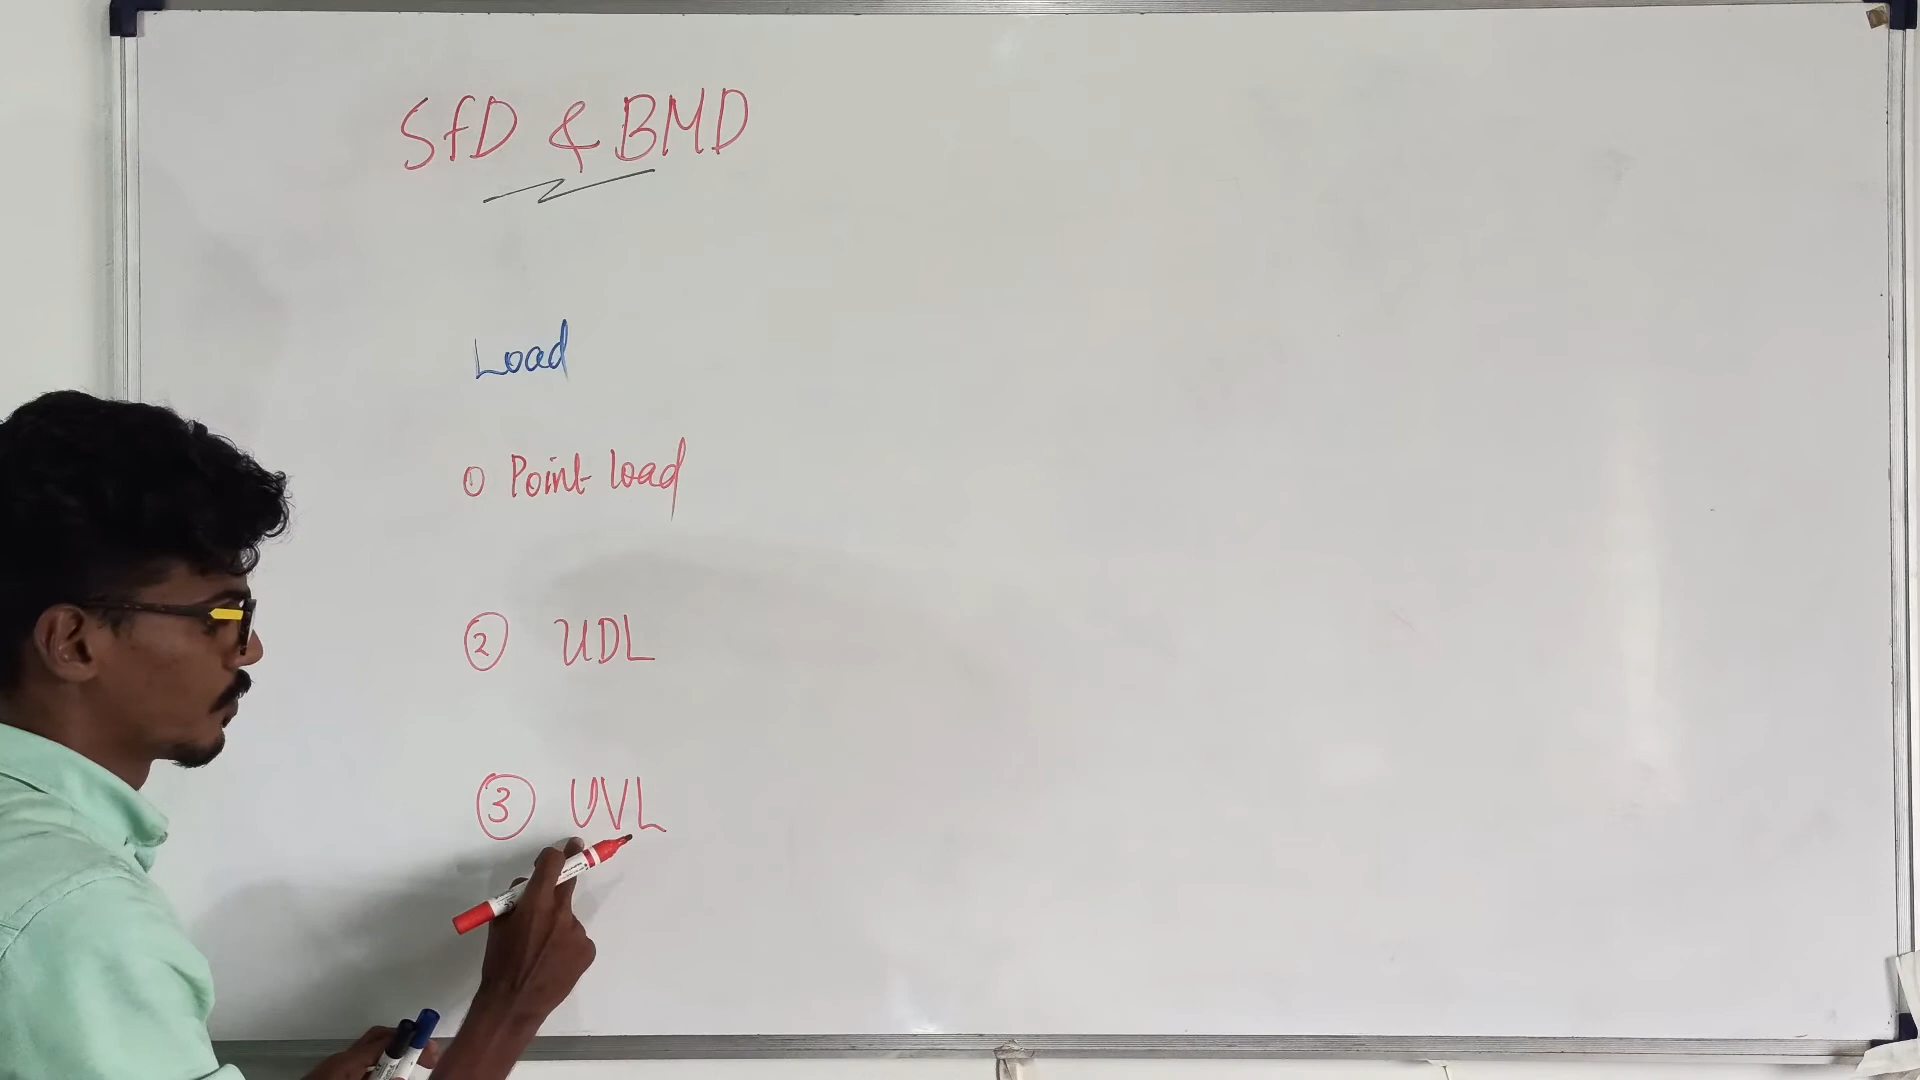 SfD & BMD
Load
① Point load
② UDL
③ UVL